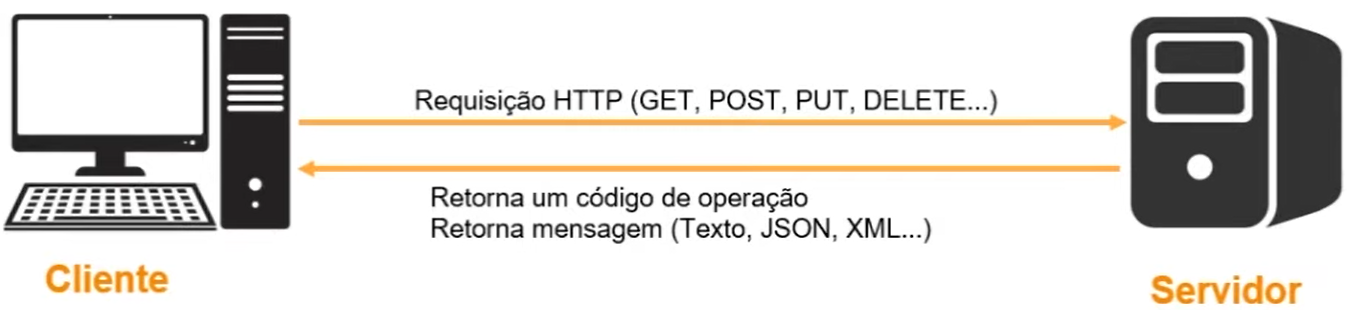 Requisição HTTP (GET, POST, PUT, DELETE...)
Retorna um código de operação
Retorna mensagem (Texto, JSON, XML...)
Cliente
Servidor